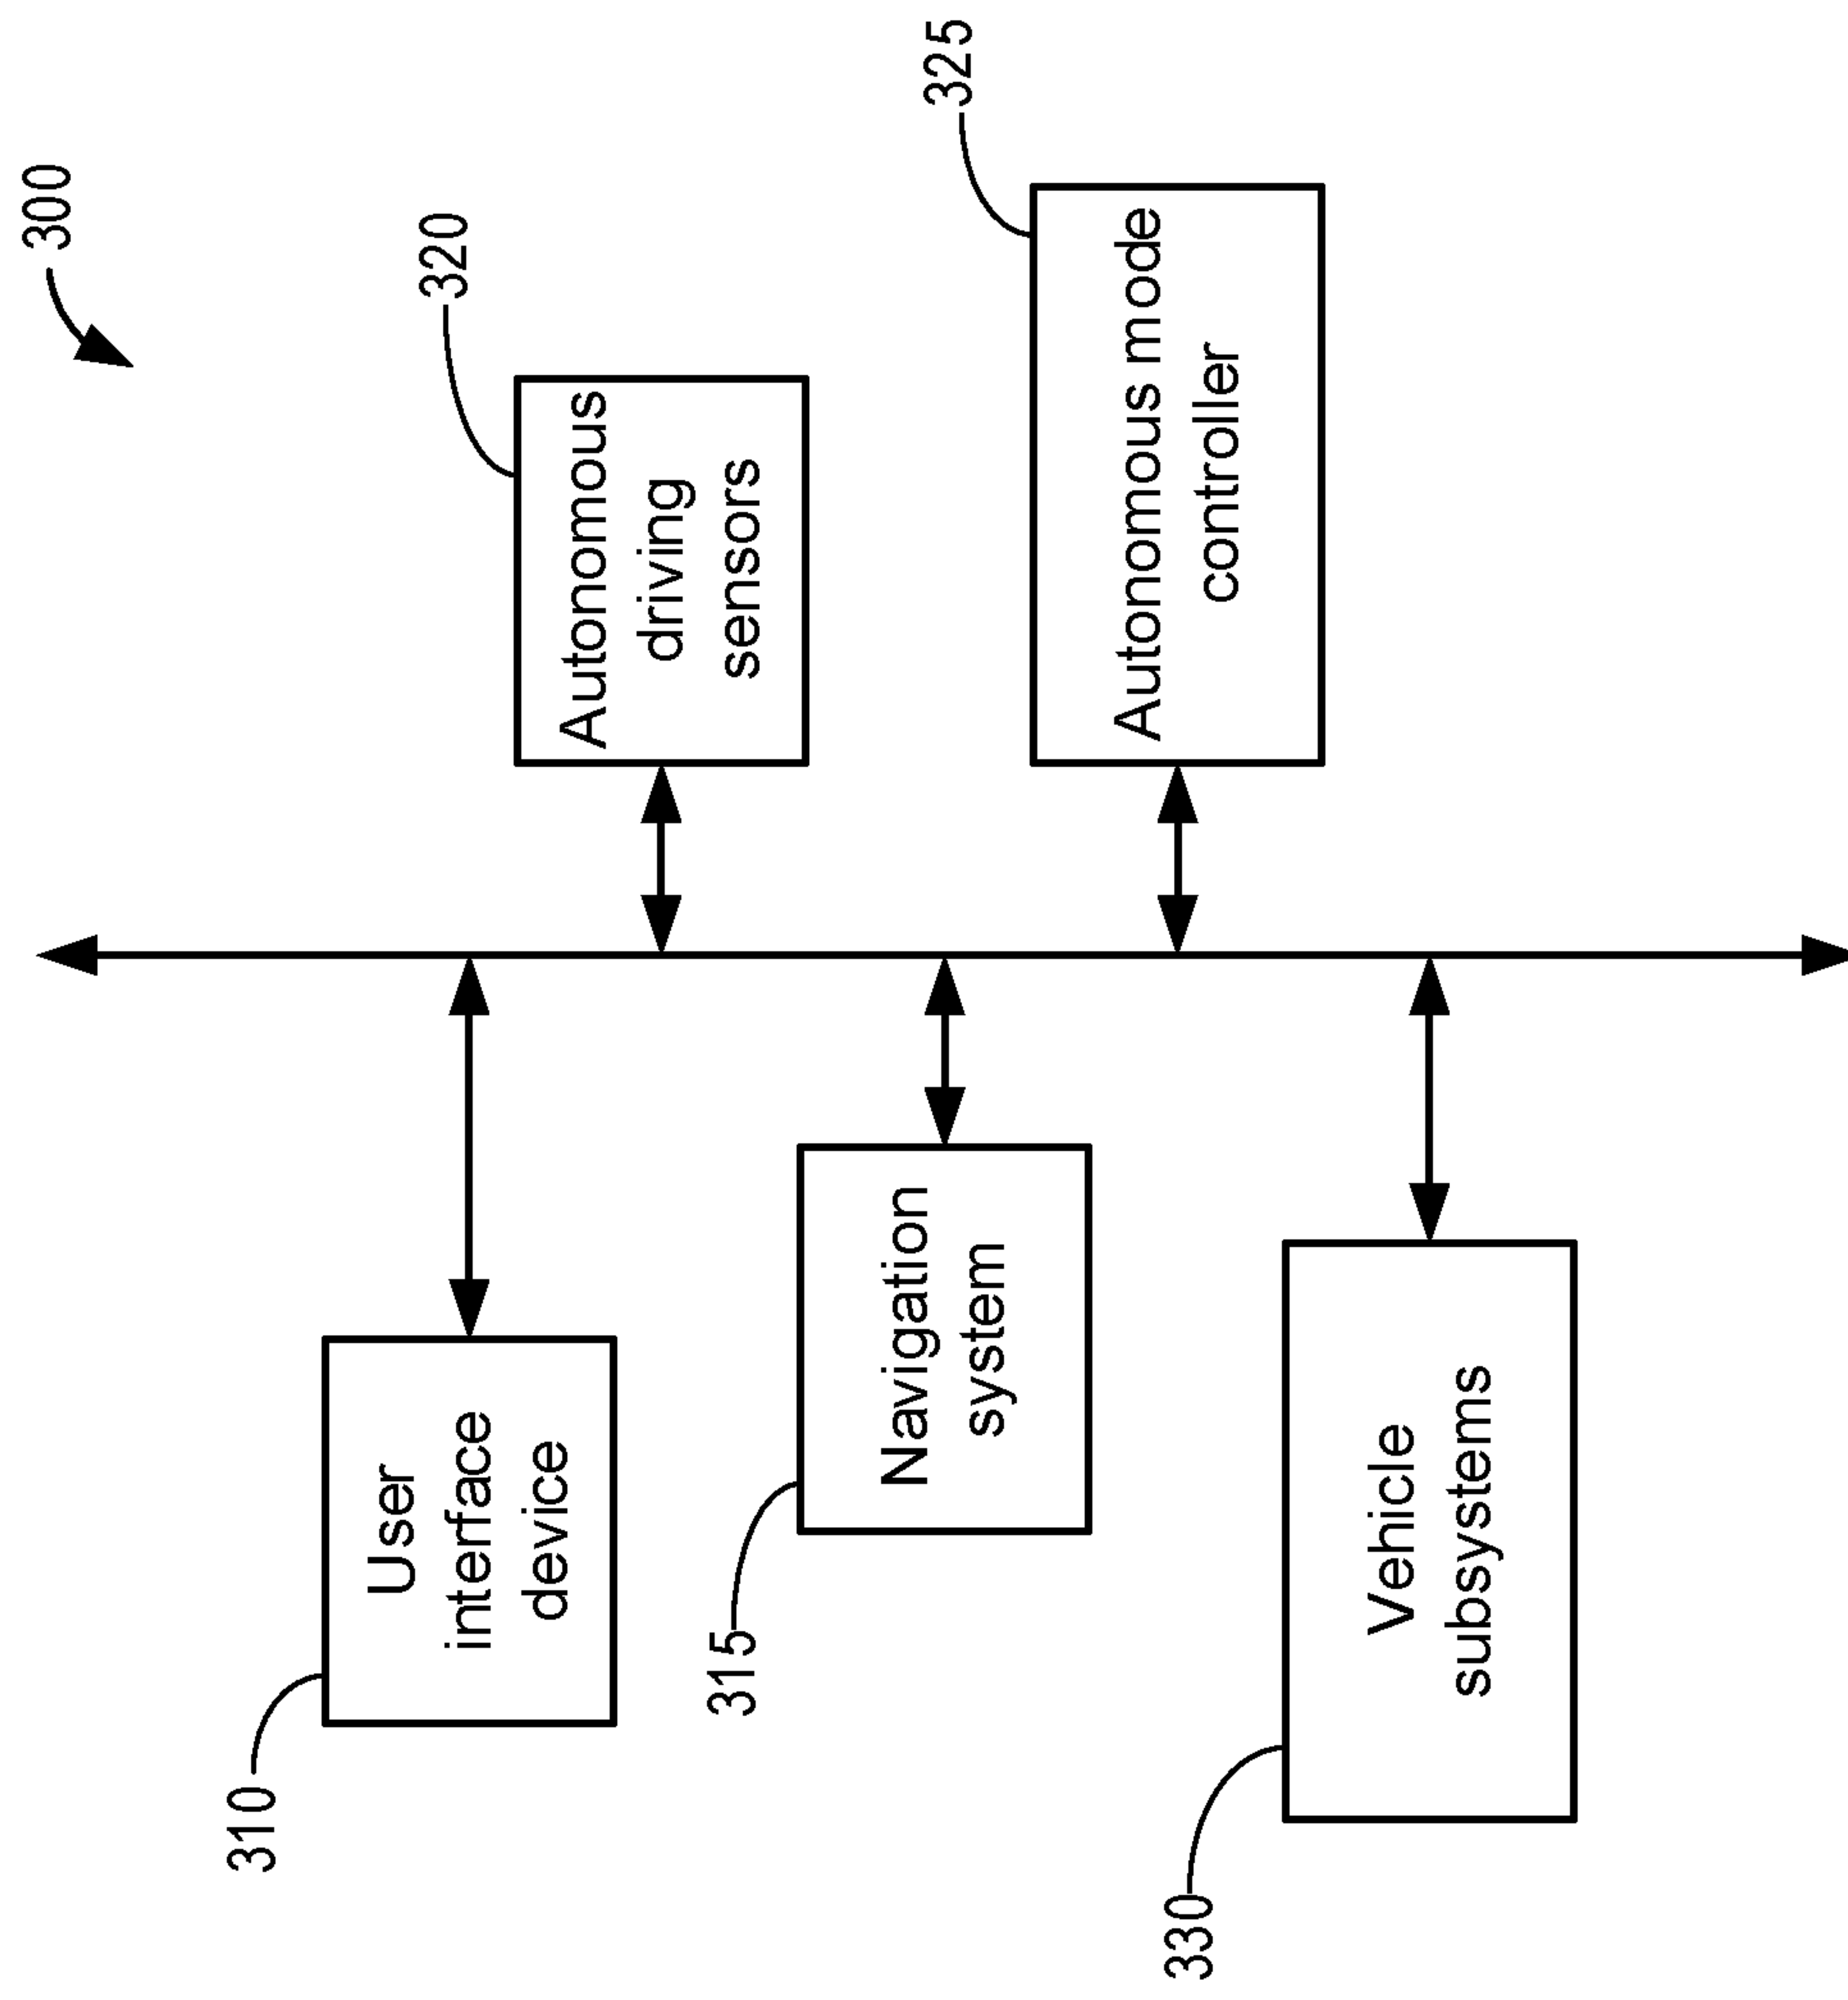 300
310
User
interface
device
320
Autonomous
driving
sensors
315
Navigation
system
325
Autonomous mode
controller
330
Vehicle
subsystems